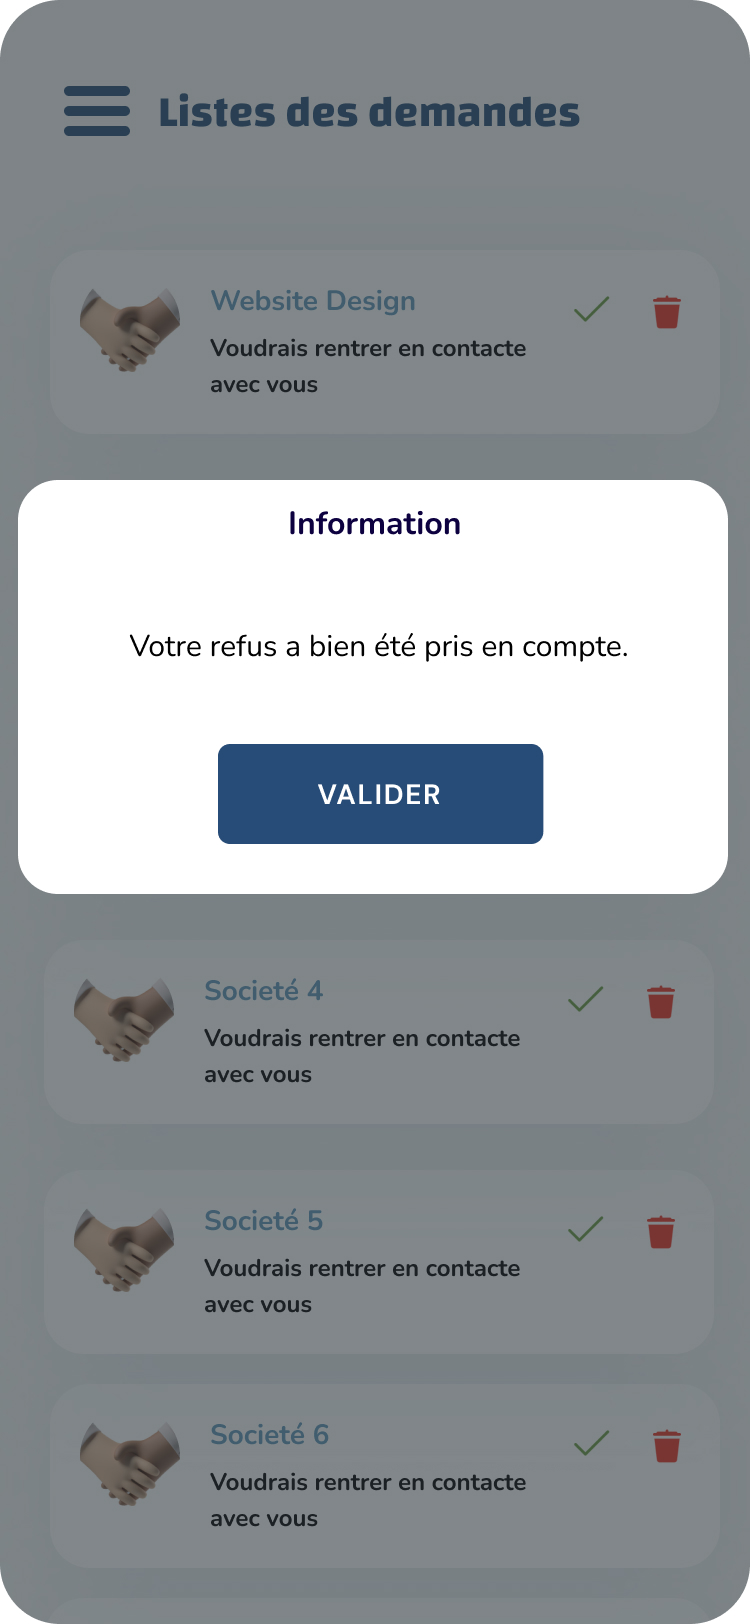 Listes des demandes
Website Design
Voudrais rentrer en contacte
avec vous
Information
Votre refus a bien été pris en compte.
VALIDER
Societé 4
Voudrais rentrer en contacte
avec vous
Societé 5
Voudrais rentrer en contacte
avec vous
Societé 6
Voudrais rentrer en contacte
avec vous